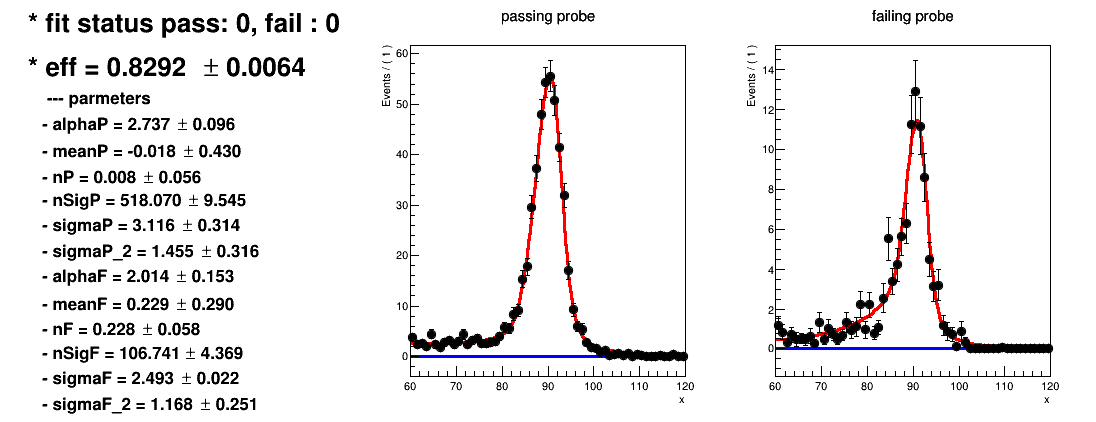 * fit status pass: 0, fail : 0
* eff = 0.8292 ± 0.0064
--- parmeters
- alphaP = 2.737 ± 0.096
- meanP = -0.018 ± 0.430
- nP = 0.008 ± 0.056
- nSigP = 518.070 ± 9.545
- sigmaP = 3.116 ± 0.314
- sigmaP_2 = 1.455 ± 0.316
- alphaF = 2.014 ± 0.153
- meanF = 0.229 ± 0.290
- nF = 0.228 ± 0.058
- nSigF = 106.741 ± 4.369
- sigmaF = 2.493 ± 0.022
- sigmaF_2 = 1.168 ± 0.251
passing probe
Events / ( 1 )
60
50
40
30
20
10
0
60 70 80 90 100 110 120
x
failing probe
Events / ( 1 )
14
12
10
8
6
4
2
0
60 70 80 90 100 110 120
x